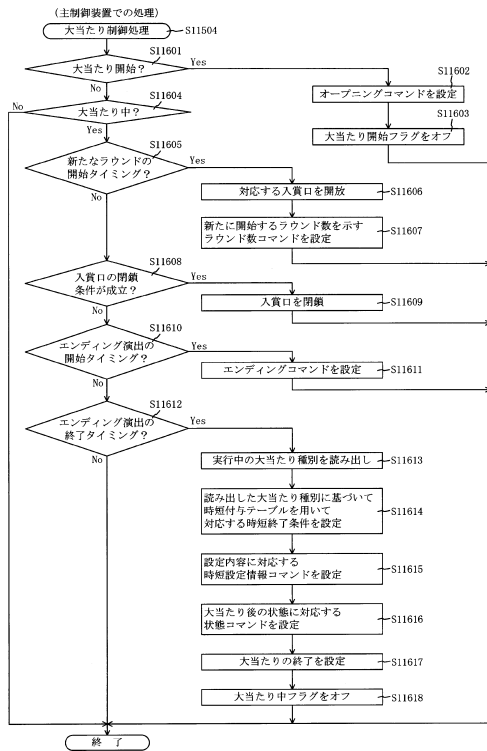 (主制御装置での処理)
大当たり制御処理
S11504
S11601
大当たり開始？
Yes
No
S11602
オープニングコマンドを設定
S11603
大当たり開始フラグをオフ
S11604
大当たり中？
No
Yes
S11605
新たなラウンドの
開始タイミング？
Yes
No
対応する入賞口を開放
S11606
新たに開始するラウンド数を示す
ラウンド数コマンドを設定
S11607
S11608
入賞口の閉鎖
条件が成立？
Yes
No
入賞口を閉鎖
S11609
S11610
エンディング演出の
開始タイミング？
Yes
No
エンディングコマンドを設定
S11611
S11612
エンディング演出の
終了タイミング？
Yes
No
実行中の大当たり種別を読み出し
S11613
読み出した大当たり種別に基づいて
時短付与テーブルを用いて
対応する時短終了条件を設定
S11614
設定内容に対応する
時短設定情報コマンドを設定
S11615
大当たり後の状態に対応する
状態コマンドを設定
S11616
大当たりの終了を設定
S11617
大当たり中フラグをオフ
S11618
終 了